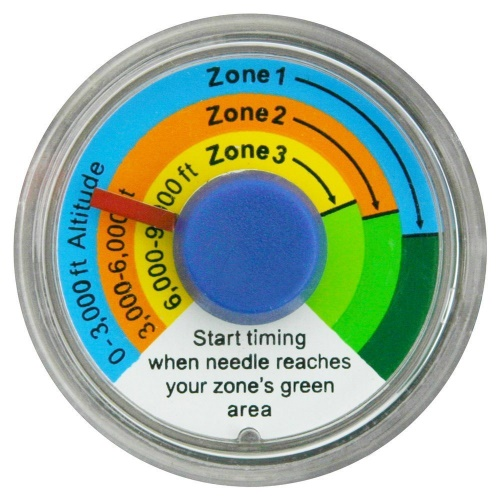 Zone 1
Zone 2
Zone 3
0-3,000 ft Altitude
3,000-6,000 ft
6,000-9,000 ft
Start timing
when needle reaches
your zone's green
area